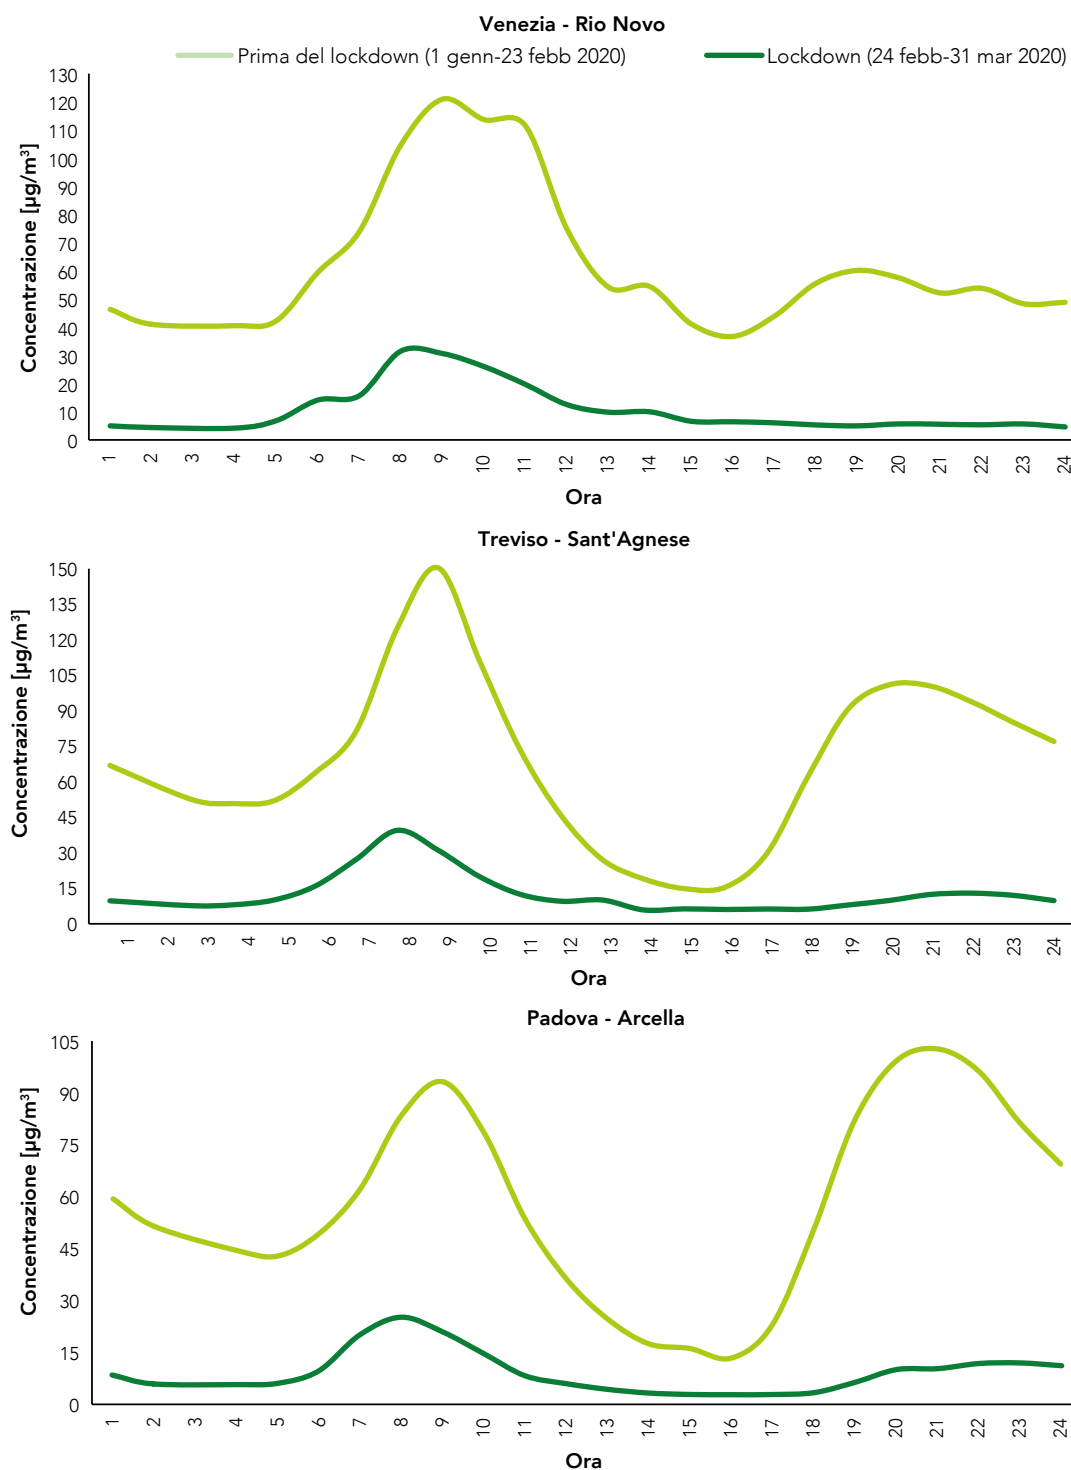 Venezia - Rio Novo
Prima del lockdown (1 genn-23 febb 2020) Lockdown (24 febb-31 mar 2020)
Concentrazione [µg/m³]
130
120
110
100
90
80
70
60
50
40
30
20
10
0
1 2 3 4 5 6 7 8 9 10 11 12 13 14 15 16 17 18 19 20 21 22 23 24
Ora
Treviso - Sant'Agnese
Concentrazione [µg/m³]
150
135
120
105
90
75
60
45
30
15
0
1 2 3 4 5 6 7 8 9 10 11 12 13 14 15 16 17 18 19 20 21 22 23 24
Ora
Padova - Arcella
Concentrazione [µg/m³]
105
90
75
60
45
30
15
0
1 2 3 4 5 6 7 8 9 10 11 12 13 14 15 16 17 18 19 20 21 22 23 24
Ora